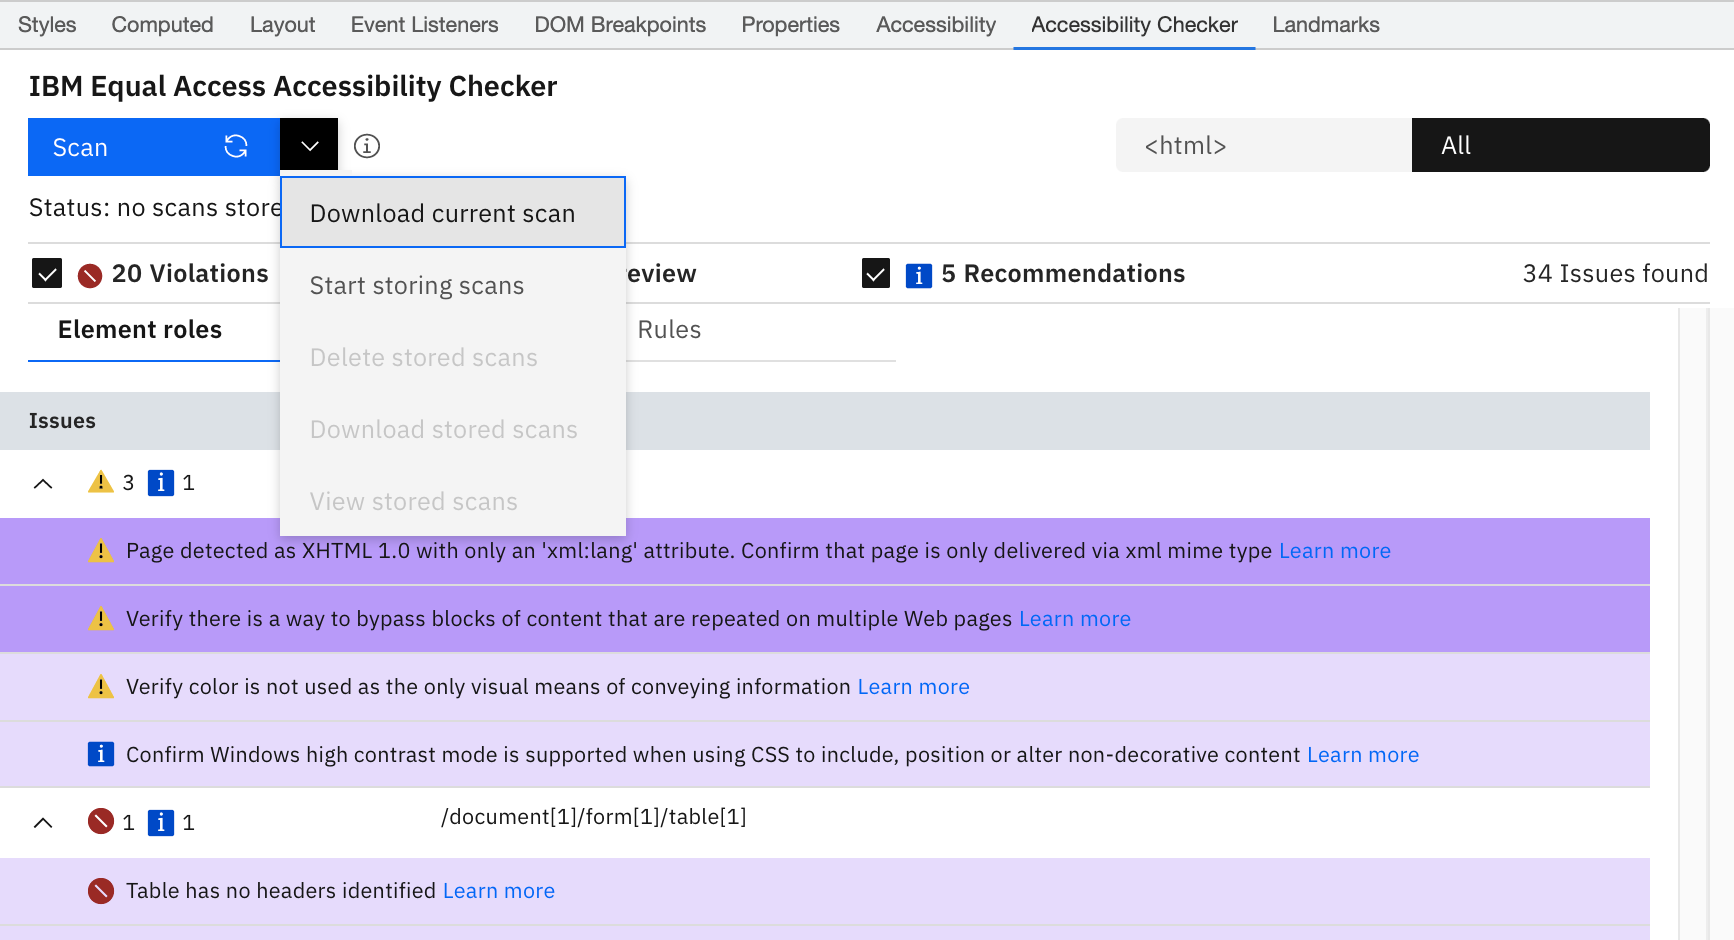 Styles Computed Layout Event Listeners DOM Breakpoints Properties Accessibility Accessibility Checker Landmarks
IBM Equal Access Accessibility Checker
Scan <html> All
Status: no scans store
Download current scan
20 Violations eview 5 Recommendations 34 Issues found
Start storing scans
Element roles Rules
Delete stored scans
Issues
Download stored scans
3 1
View stored scans
Page detected as XHTML 1.0 with only an 'xml:lang' attribute. Confirm that page is only delivered via xml mime type Learn more
Verify there is a way to bypass blocks of content that are repeated on multiple Web pages Learn more
Verify color is not used as the only visual means of conveying information Learn more
Confirm Windows high contrast mode is supported when using CSS to include, position or alter non-decorative content Learn more
1 1 /document[1]/form[1]/table[1]
Table has no headers identified Learn more